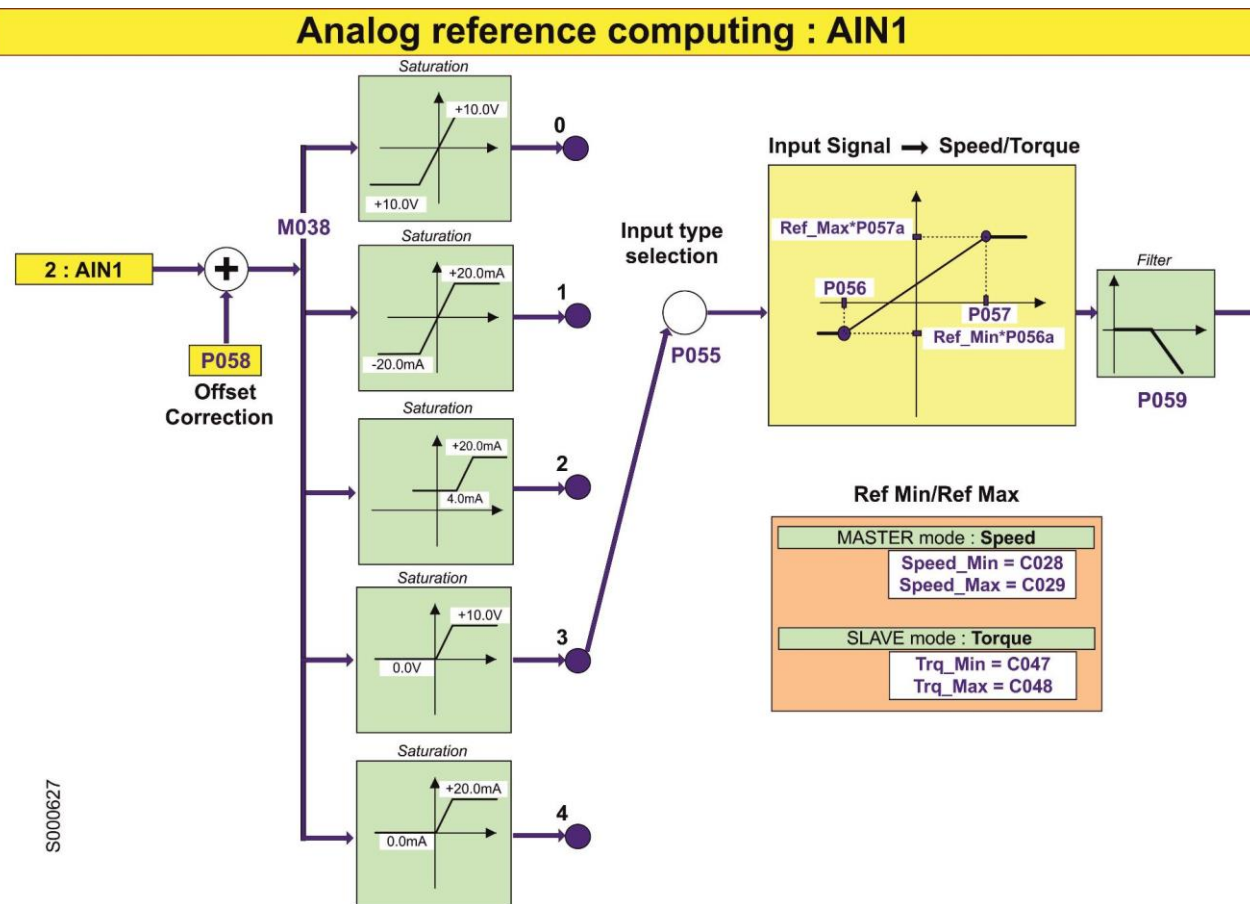 Analog reference computing : AIN1
Saturation
+10.0V
+10.0V
0
M038
2 : AIN1
+
P058
Offset
Correction
Saturation
+20.0mA
-20.0mA
1
Saturation
+20.0mA
4.0mA
2
Saturation
+10.0V
0.0V
3
Saturation
+20.0mA
0.0mA
4
Input type
selection
P055
Input Signal → Speed/Torque
Ref_Max*P057a
P056
P057
Ref_Min*P056a
Filter
P059
Ref Min/Ref Max
MASTER mode : Speed
Speed_Min = C028
Speed_Max = C029
SLAVE mode : Torque
Trq_Min = C047
Trq_Max = C048
S000627